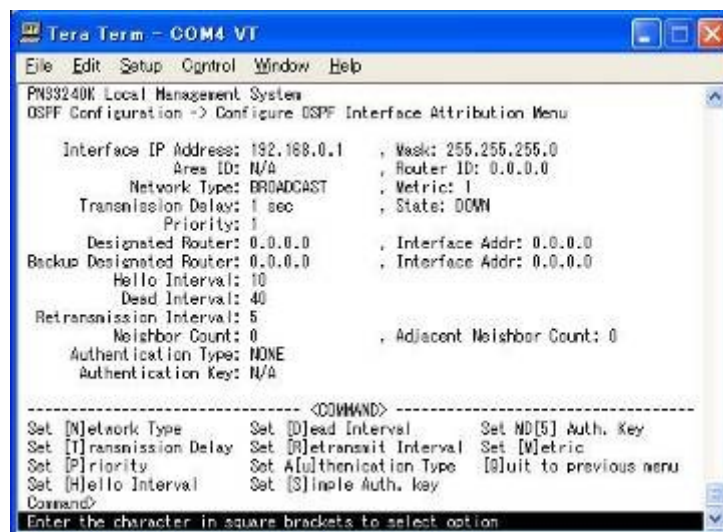 Tera Term - COM4 VT
File Edit Setup Control Window Help
PN33240K Local Management System
OSPF Configuration -> Configure OSPF Interface Attribution Menu
Interface IP Address: 192.168.0.1 , Mask: 255.255.255.0
Area ID: N/A , Router ID: 0.0.0.0
Network Type: BROADCAST , Metric: 1
Transmission Delay: 1 sec , State: DOWN
Priority: 1
Designated Router: 0.0.0.0 , Interface Addr: 0.0.0.0
Backup Designated Router: 0.0.0.0 , Interface Addr: 0.0.0.0
Hello Interval: 10
Dead Interval: 40
Retransmission Interval: 5
Neighbor Count: 0 , Adjacent Neighbor Count: 0
Authentication Type: NONE
Authentication Key: N/A
------------------------------- <COMMAND> --------------------------------
Set [N]etwork Type Set [D]ead Interval Set MD[5] Auth. Key
Set [T]ransmission Delay Set [R]etransmit Interval Set [M]etric
Set [P]riority Set A[u]thenication Type [Q]uit to previous menu
Set [H]ello Interval Set [S]imple Auth. key
Command>
Enter the character in square brackets to select option